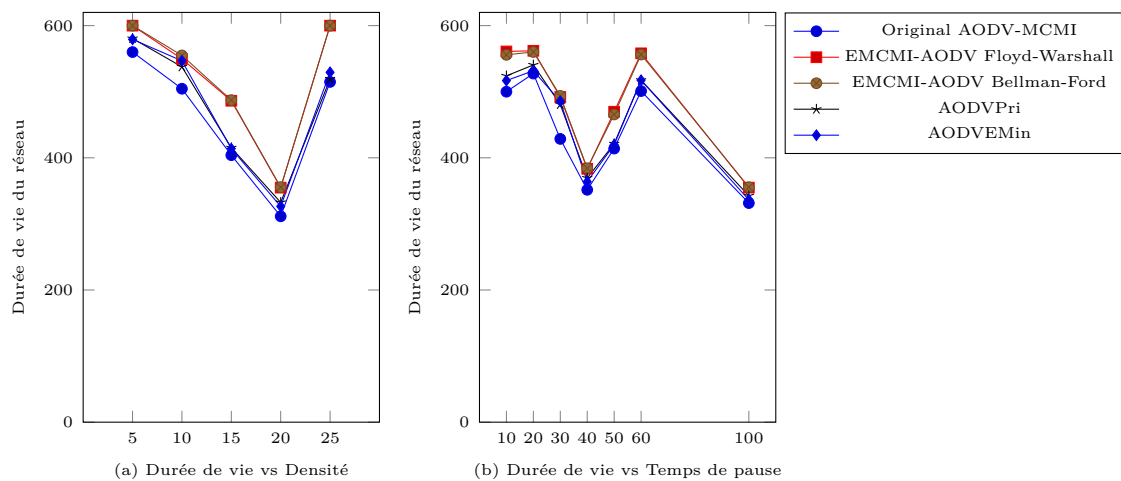 600
400
200
0
5 10 15 20 25
Durée de vie du réseau
(a) Durée de vie vs Densité
600
400
200
0
10 20 30 40 50 60 100
Durée de vie du réseau
(b) Durée de vie vs Temps de pause
Original AODV-MCMI
EMCMI-AODV Floyd-Warshall
EMCMI-AODV Bellman-Ford
AODVPri
AODVEMin